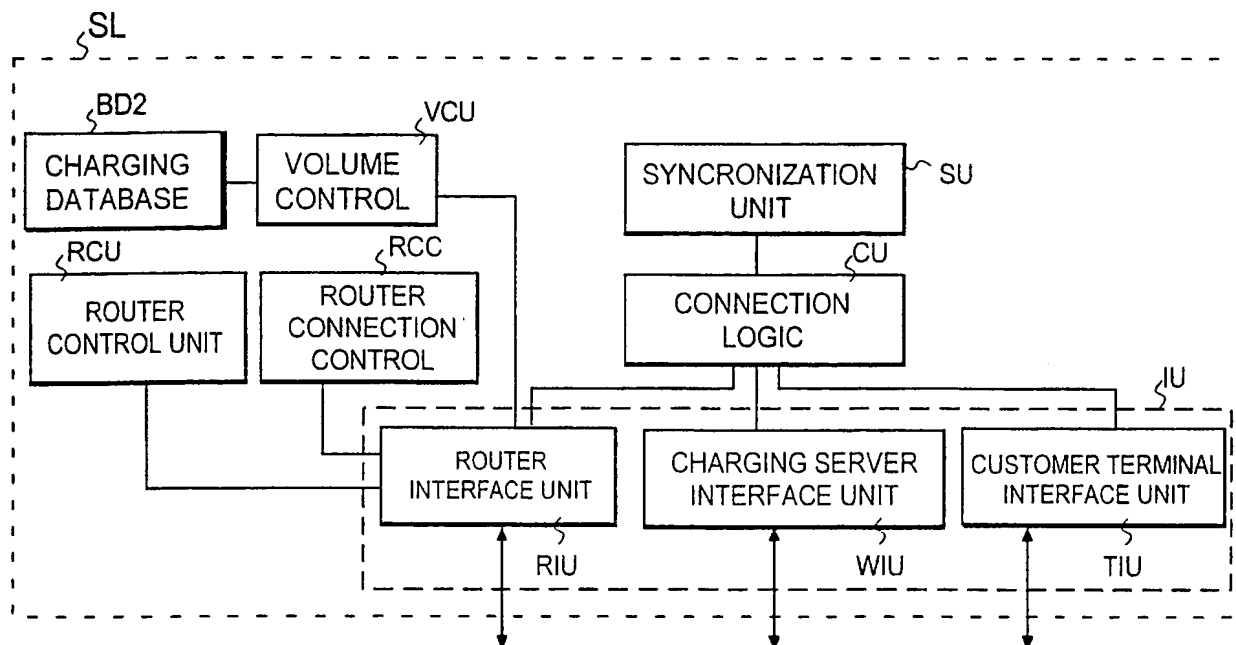 SL
BD2
VCU
CHARGING
DATABASE
VOLUME
CONTROL
SYNCRONIZATION
UNIT
SU
RCU
RCC
CU
ROUTER
CONTROL UNIT
ROUTER
CONNECTION
CONTROL
CONNECTION
LOGIC
IU
ROUTER
INTERFACE UNIT
CHARGING SERVER
INTERFACE UNIT
CUSTOMER TERMINAL
INTERFACE UNIT
RIU
WIU
TIU